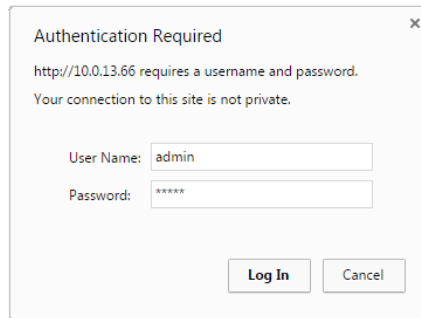 Authentication Required
http://10.0.13.66 requires a username and password.
Your connection to this site is not private.
User Name: admin
Password: *****
Log In Cancel